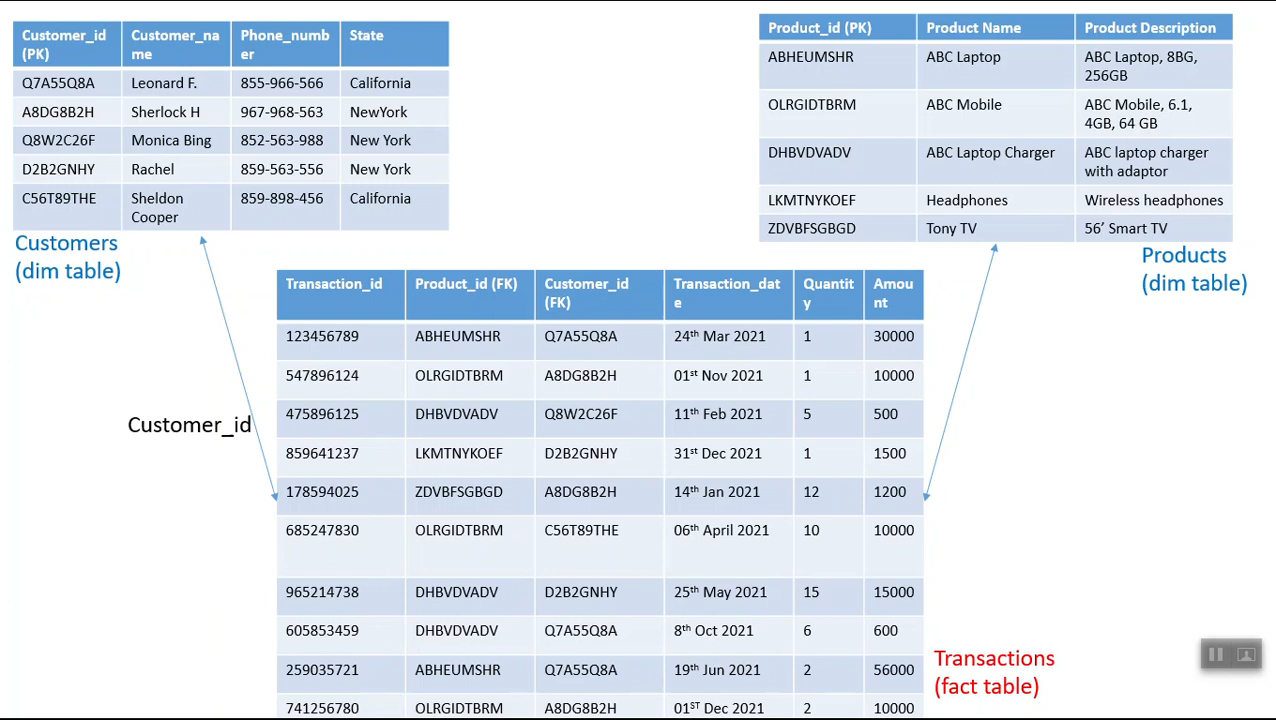 Customer_id
(PK)
Customer_na
me
Phone_numb
er
State
Q7A55Q8A Leonard F. 855-966-566 California
A8DG8B2H Sherlock H 967-968-563 NewYork
Q8W2C26F Monica Bing 852-563-988 New York
D2B2GNHY Rachel 859-563-556 New York
C56T89THE Sheldon 859-898-456 California
Cooper
Customers
(dim table)
Product_id (PK) Product Name Product Description
ABHEUMSHR ABC Laptop ABC Laptop, 8BG,
256GB
OLRGIDTBRM ABC Mobile ABC Mobile, 6.1,
4GB, 64 GB
DHBVDVADV ABC Laptop Charger ABC laptop charger
with adaptor
LKMTNYKOEF Headphones Wireless headphones
ZDVBFSGBGD Tony TV 56’ Smart TV
Products
(dim table)
Customer_id
Transaction_id
Product_id (FK)
Customer_id
(FK)
Transaction_dat
e
Quantit
y
Amou
nt
123456789 ABHEUMSHR Q7A55Q8A 24th Mar 2021 1 30000
547896124 OLRGIDTBRM A8DG8B2H 01st Nov 2021 1 10000
475896125 DHBVDVADV Q8W2C26F 11th Feb 2021 5 500
859641237 LKMTNYKOEF D2B2GNHY 31st Dec 2021 1 1500
178594025 ZDVBFSGBGD A8DG8B2H 14th Jan 2021 12 1200
685247830 OLRGIDTBRM C56T89THE 06th April 2021 10 10000
965214738 DHBVDVADV D2B2GNHY 25th May 2021 15 15000
605853459 DHBVDVADV Q7A55Q8A 8th Oct 2021 6 600
259035721 ABHEUMSHR Q7A55Q8A 19th Jun 2021 2 56000
741256780 OLRGIDTBRM A8DG8B2H 01ST Dec 2021 2 10000
Transactions
(fact table)